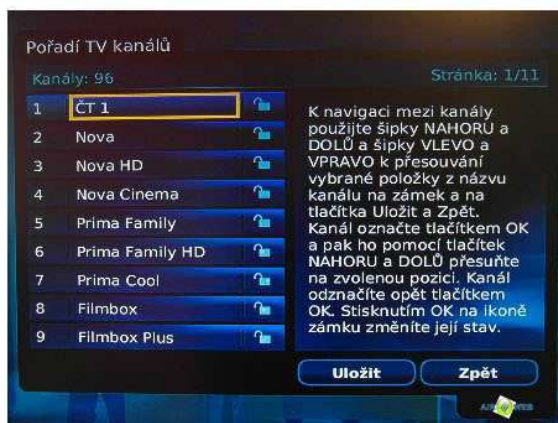 Pořadí TV kanálů
Kanály: 96
Stránka: 1/11
1 ČT 1
2 Nova
3 Nova HD
4 Nova Cinema
5 Prima Family
6 Prima Family HD
7 Prima Cool
8 Filmbox
9 Filmbox Plus
K navigaci mezi kanály
použijte šipky NAHORU a
DOLŮ a šipky VLEVO a
VPRAVO k přesouvání
vybrané položky z názvu
kanálu na zámek a na
tlačítka Uložit a Zpět.
Kanál označte tlačítkem OK
a pak ho pomocí tlačítek
NAHORU a DOLŮ přesuňte
na zvolenou pozici. Kanál
odznačíte opět tlačítkem
OK. Stisknutím OK na ikoně
zámku změníte její stav.
Uložit
Zpět